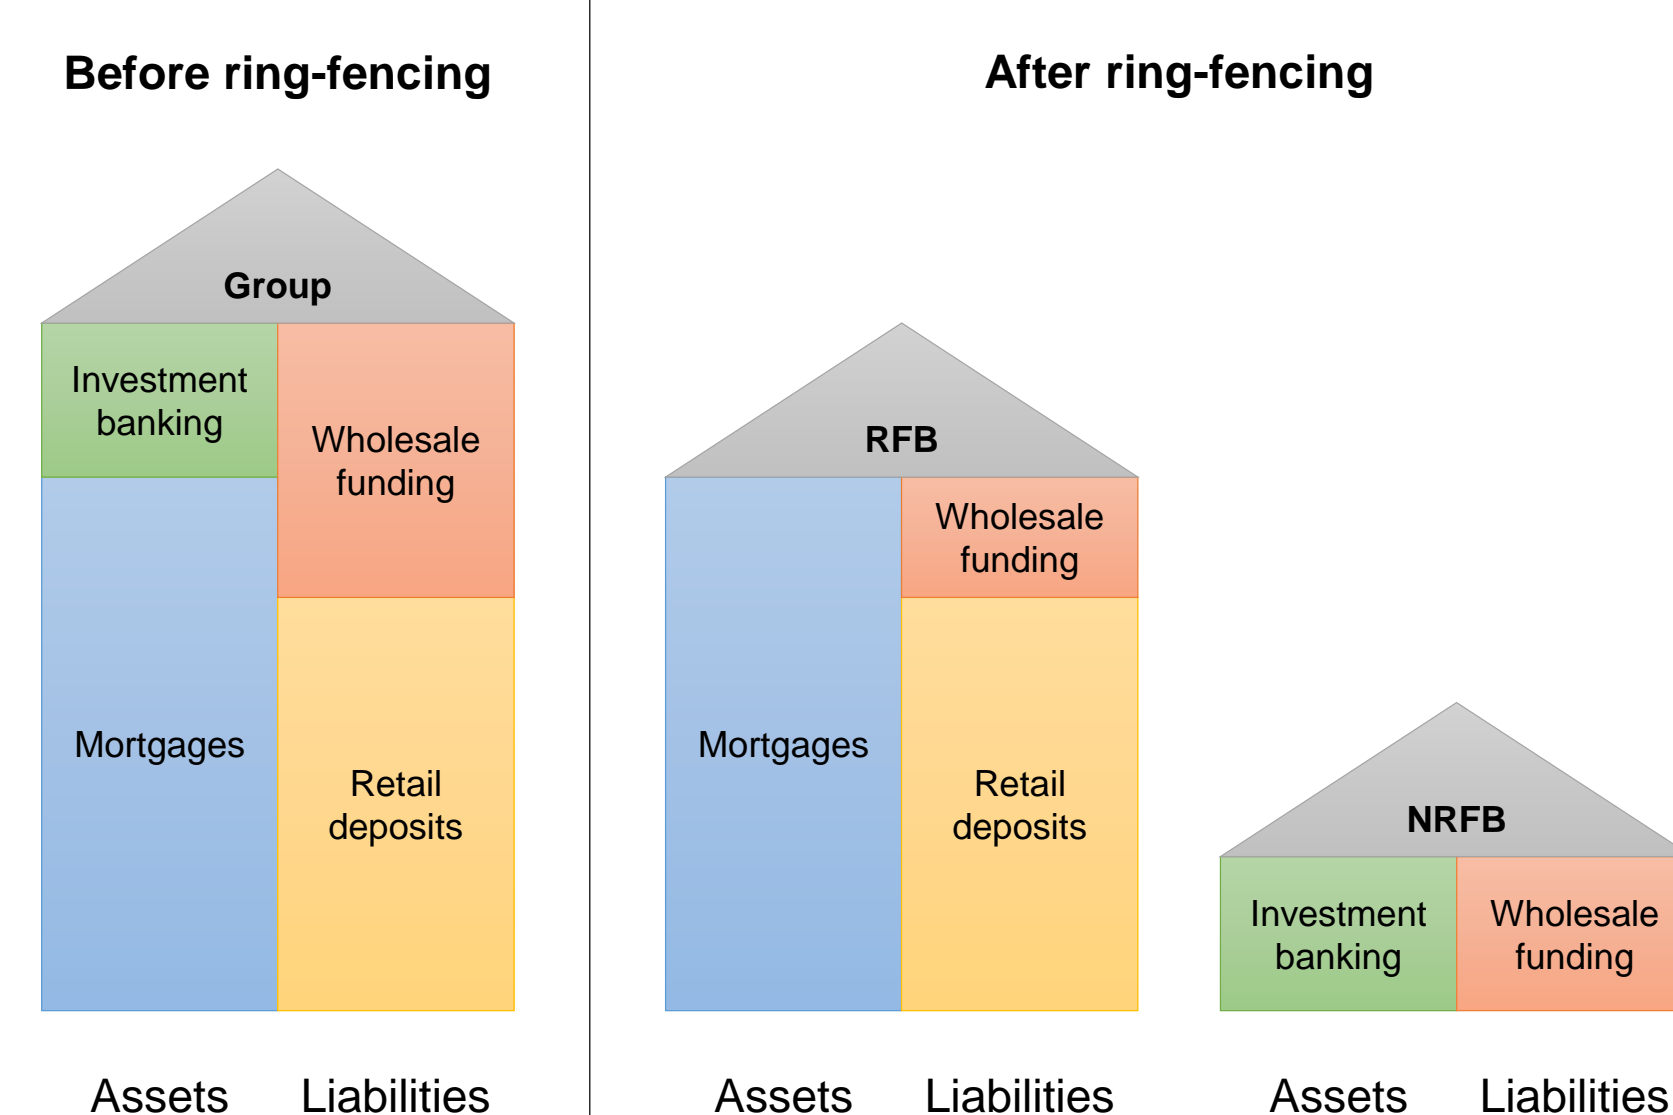 Before ring-fencing
Group
Investment
banking
Wholesale
funding
Mortgages
Retail
deposits
Assets
Liabilities
After ring-fencing
RFB
Wholesale
funding
Mortgages
Retail
deposits
Assets
Liabilities
NRFB
Investment
banking
Wholesale
funding
Assets
Liabilities